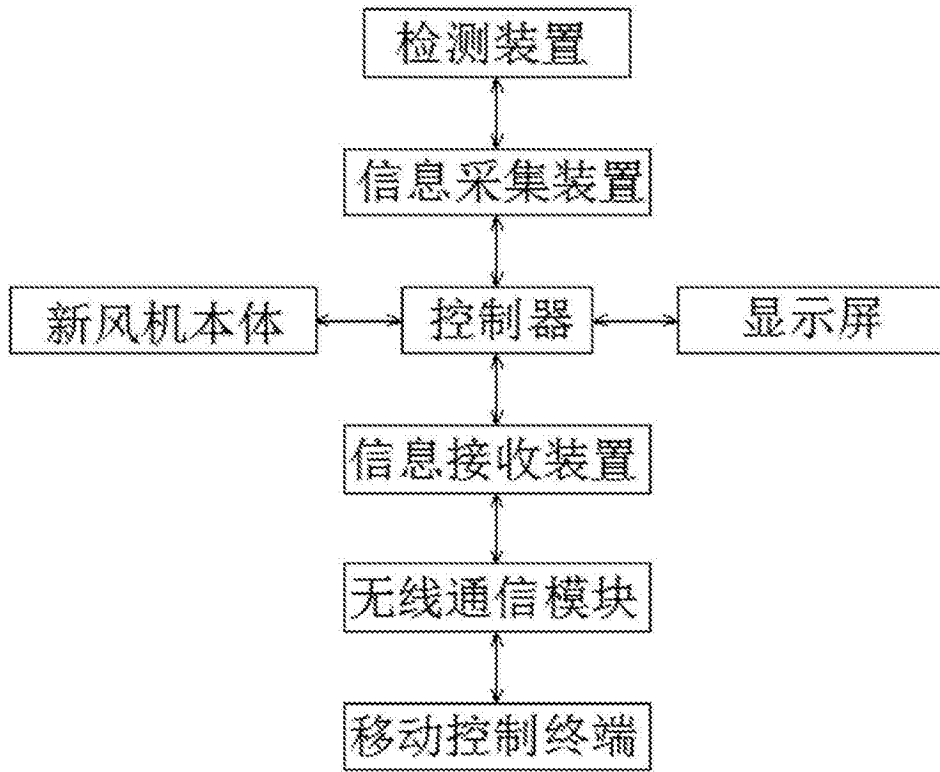 检测装置
信息采集装置
新风机本体
控制器
显示屏
信息接收装置
无线通信模块
移动控制终端